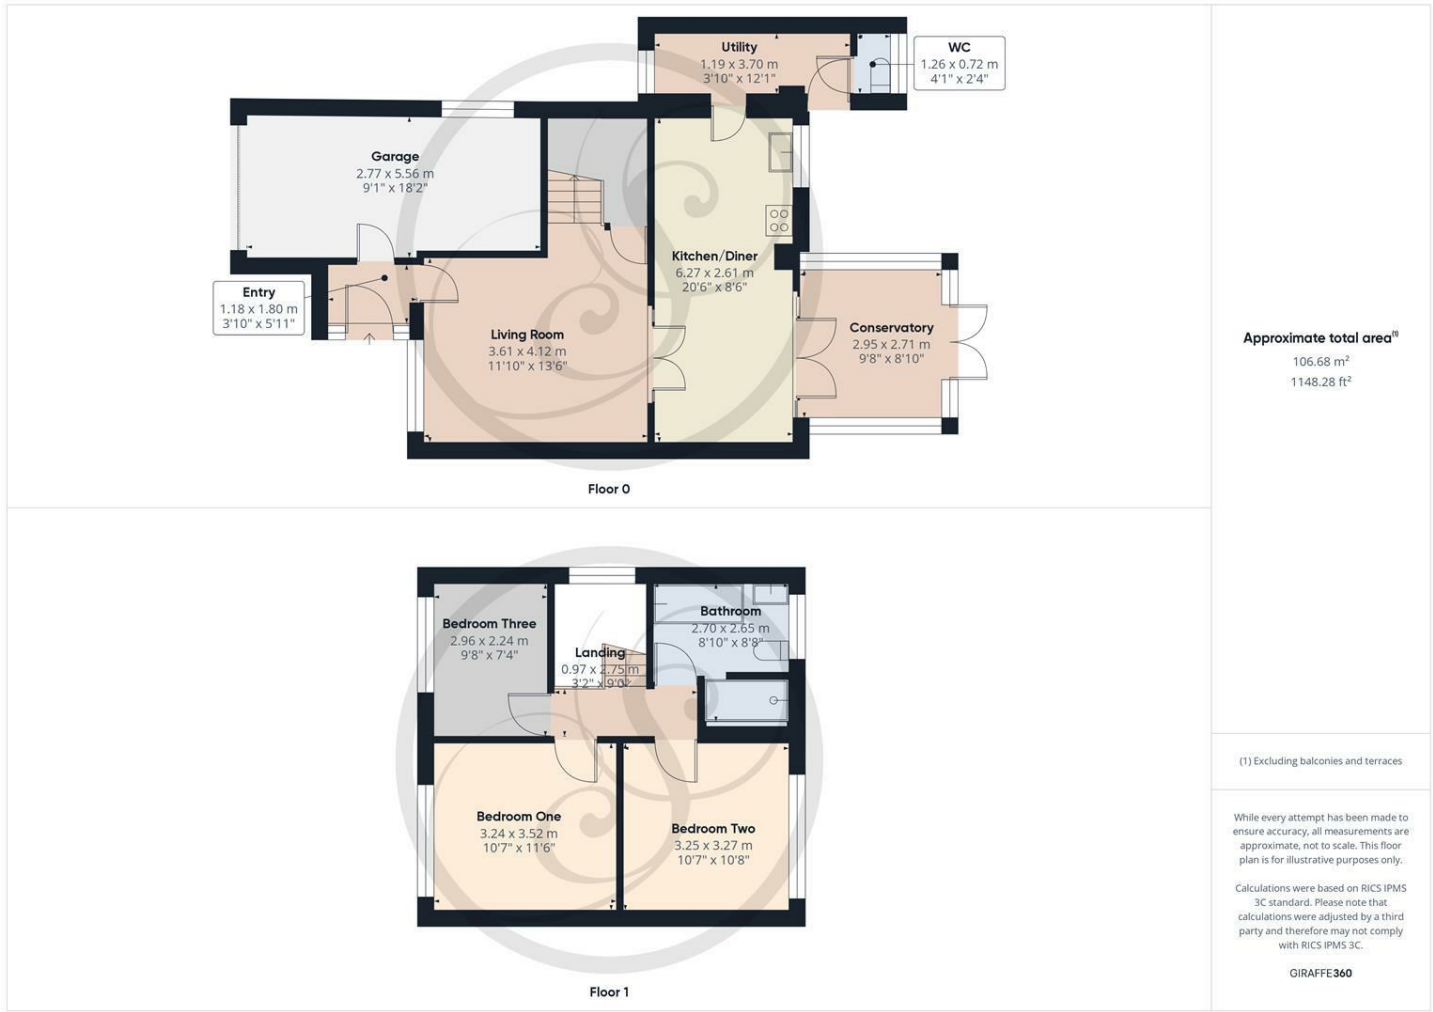 Utility
1.19 x 3.70 m
3'10" x 12'1"
WC
1.26 x 0.72 m
4'1" x 2'4"
Garage
2.77 x 5.56 m
9'1" x 18'2"
Kitchen/Diner
6.27 x 2.61 m
20'6" x 8'6"
Entry
1.18 x 1.80 m
3'10" x 5'11"
Living Room
3.61 x 4.12 m
11'10" x 13'6"
Conservatory
2.95 x 2.71 m
9'8" x 8'10"
Floor 0
Bedroom Three
2.96 x 2.24 m
9'8" x 7'4"
Landing
0.97 x 2.75 m
3'2" x 9'0"
Bathroom
2.70 x 2.65 m
8'10" x 8'8"
Bedroom One
3.24 x 3.52 m
10'7" x 11'6"
Bedroom Two
3.25 x 3.27 m
10'7" x 10'8"
Floor 1
Approximate total area(1)
106.68 m²
1148.28 ft²
(1) Excluding balconies and terraces
While every attempt has been made to
ensure accuracy, all measurements are
approximate, not to scale. This floor
plan is for illustrative purposes only.
Calculations were based on RICS IPMS
3C standard. Please note that
calculations were adjusted by a third
party and therefore may not comply
with RICS IPMS 3C.
GIRAFFE360